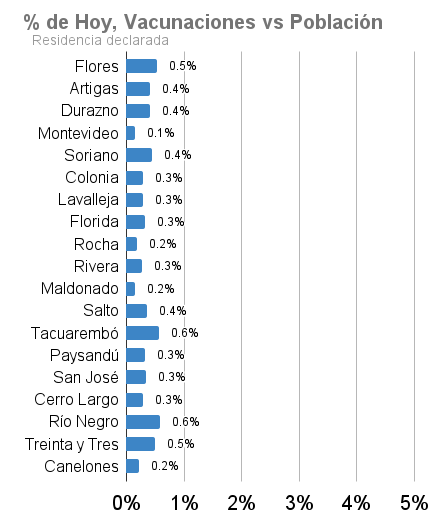 % de Hoy, Vacunaciones vs Población
Residencia declarada
Flores 0.5%
Artigas 0.4%
Durazno 0.4%
Montevideo 0.1%
Soriano 0.4%
Colonia 0.3%
Lavalleja 0.3%
Florida 0.3%
Rocha 0.2%
Rivera 0.3%
Maldonado 0.2%
Salto 0.4%
Tacuarembó 0.6%
Paysandú 0.3%
San José 0.3%
Cerro Largo 0.3%
Río Negro 0.6%
Treinta y Tres 0.5%
Canelones 0.2%
0% 1% 2% 3% 4% 5%